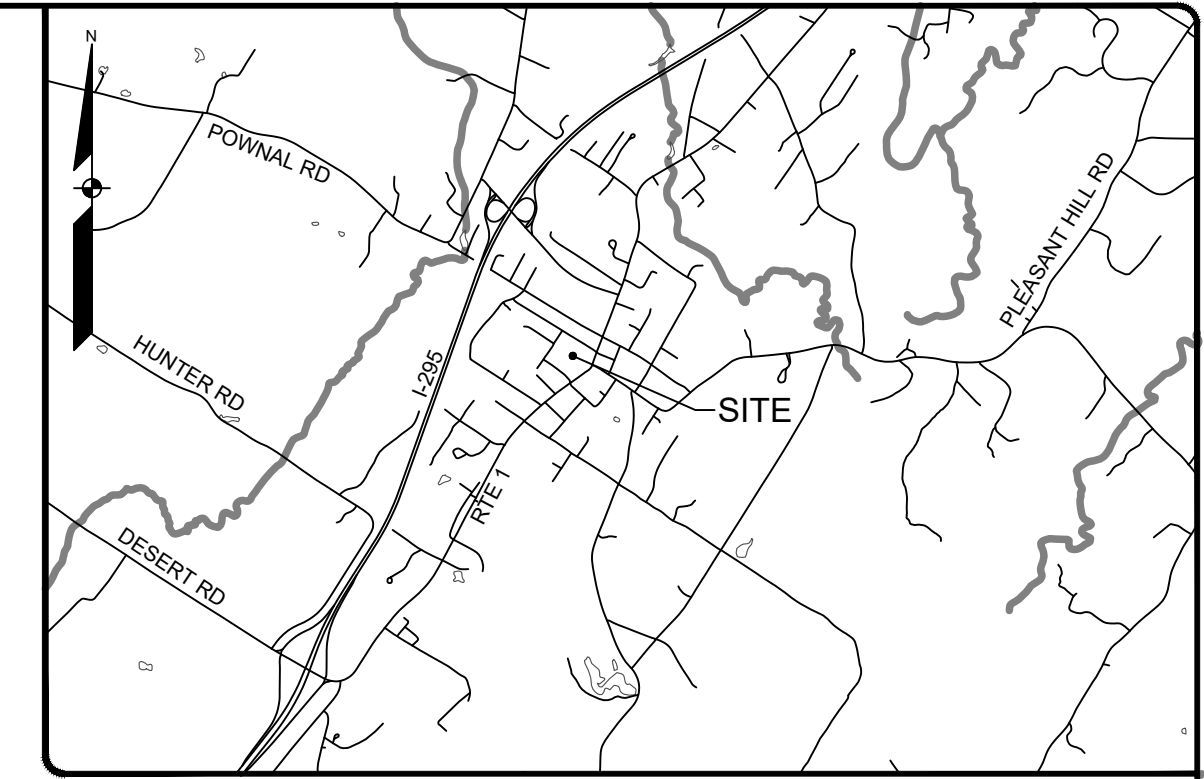 N
POWNAL RD
PLEASANT HILL RD
HUNTER RD
I-295
SITE
RTE 1
DESERT RD